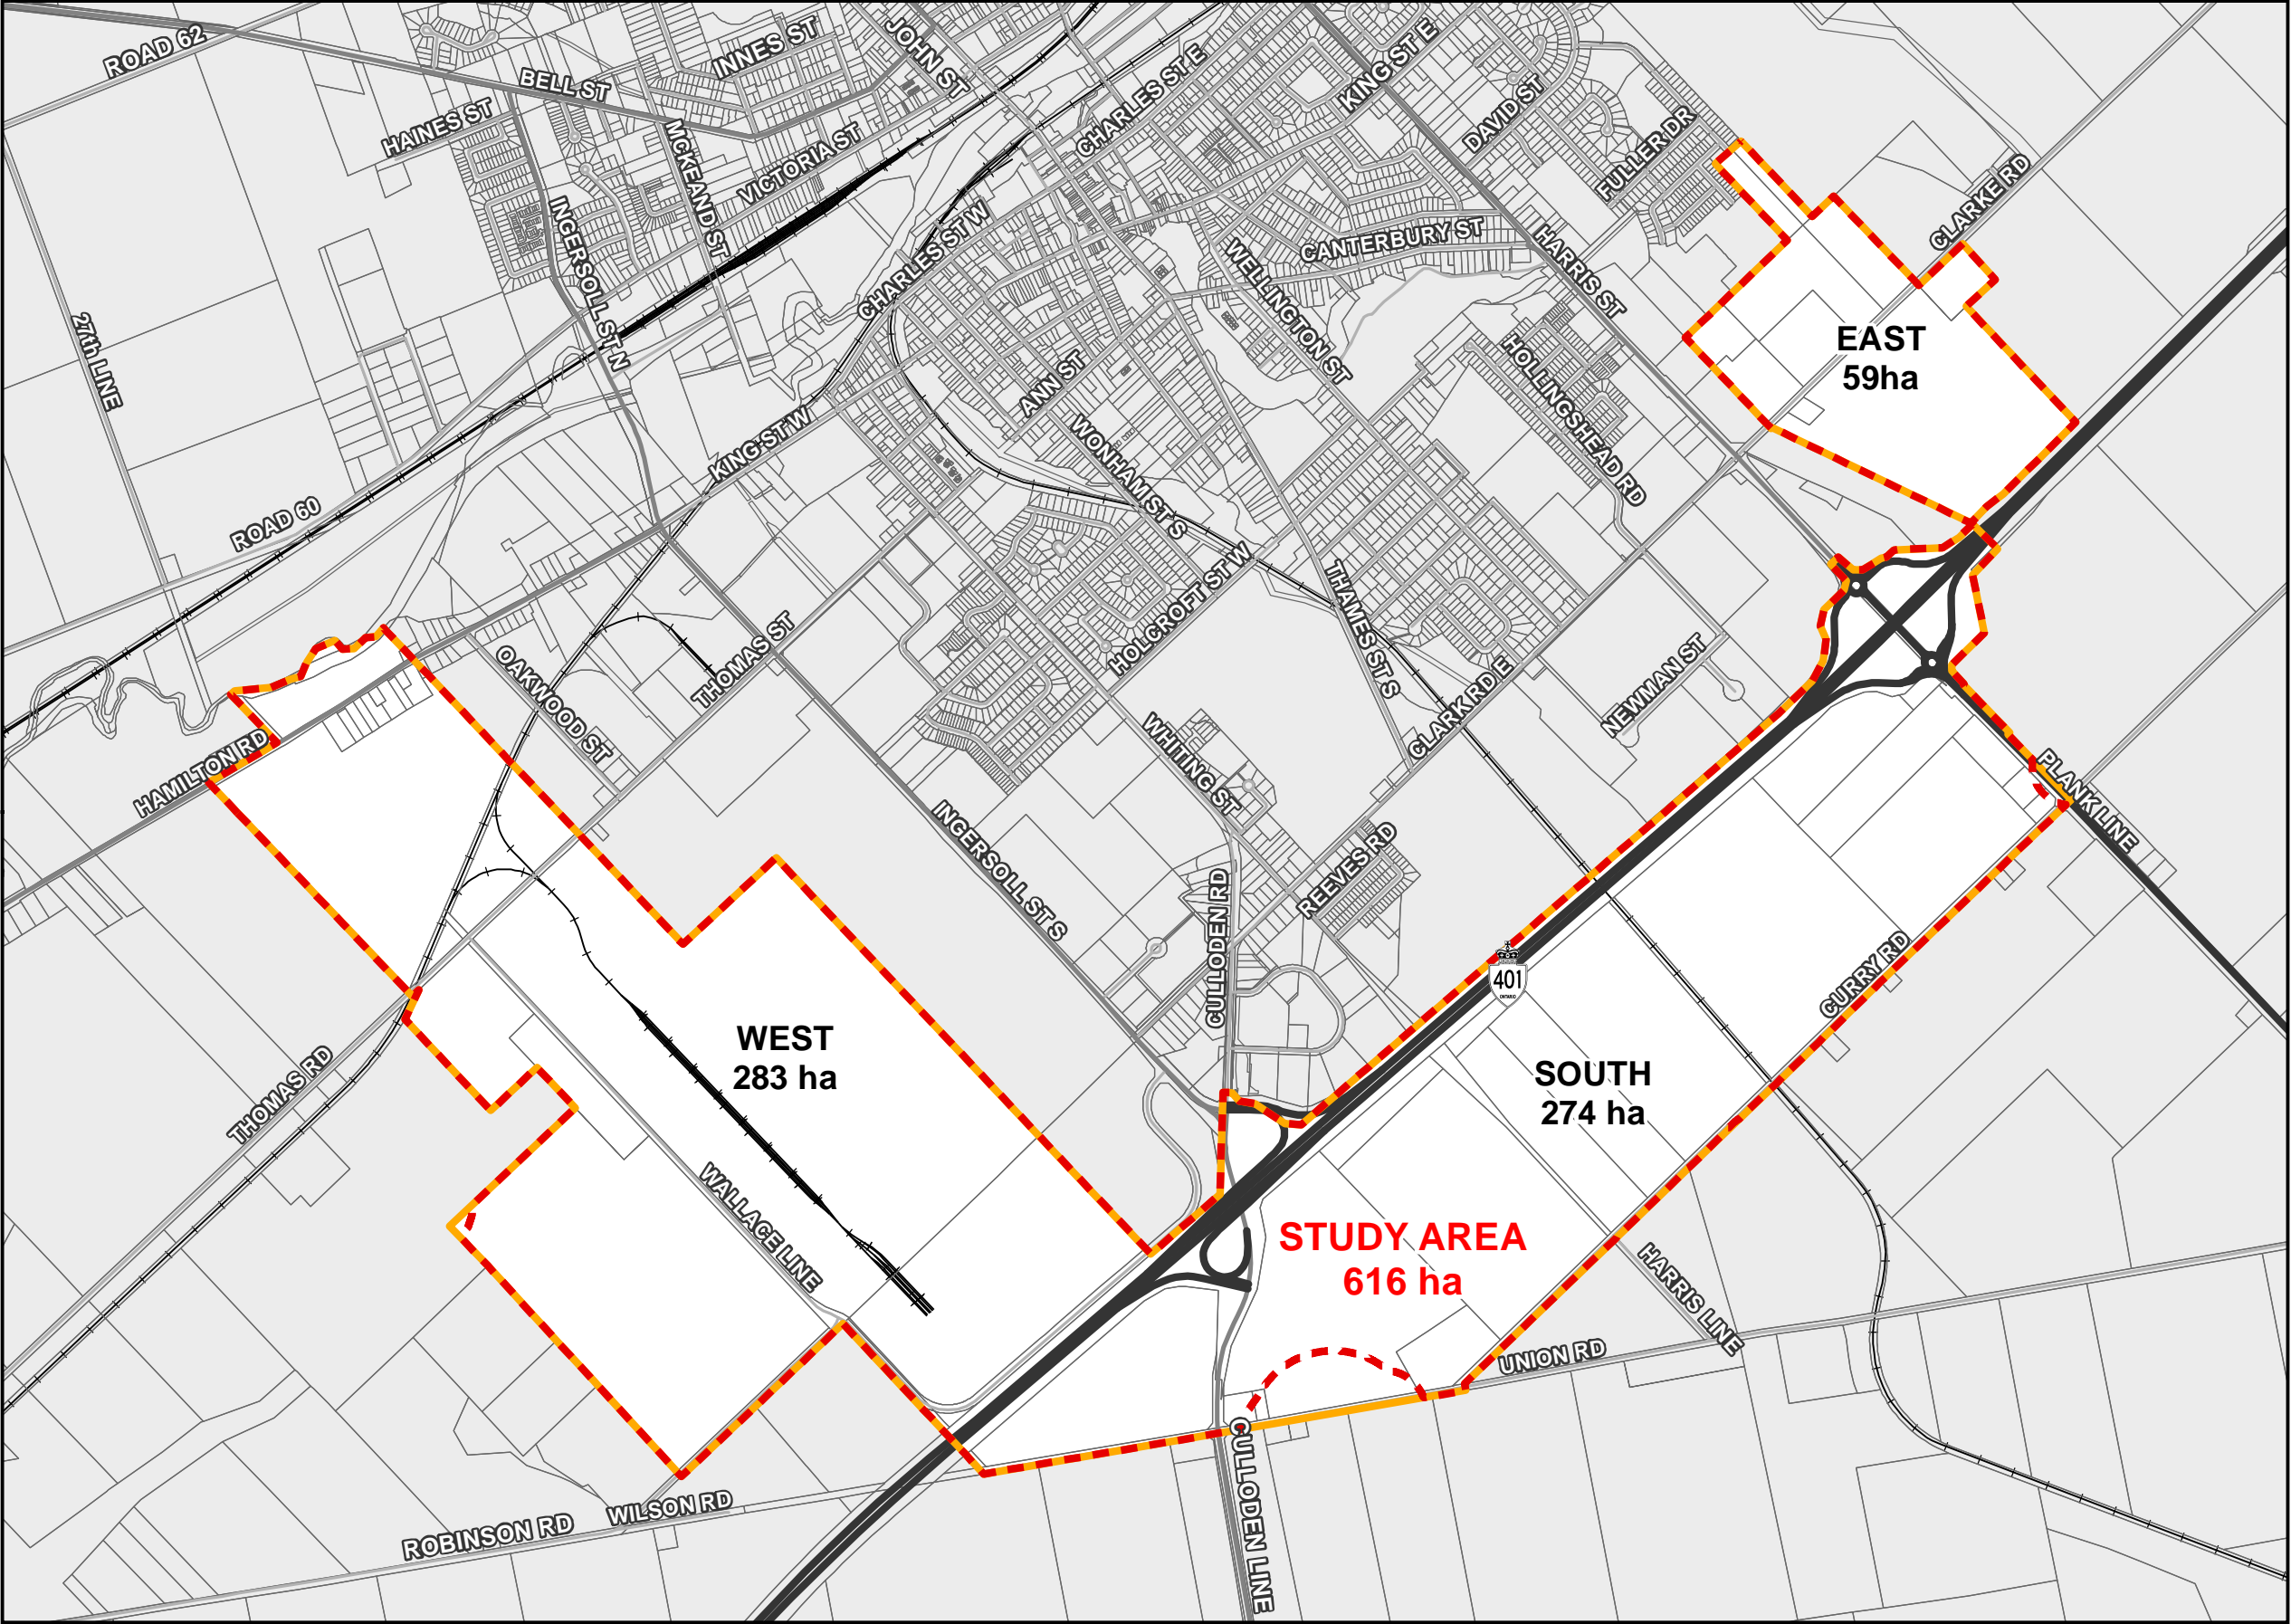 ROAD 62
BELL ST
INNES ST
JOHN ST
CHARLES ST E
KING ST E
DAVID ST
FULLER DR
HAINES ST
MCKEAND ST
VICTORIA ST
CLARKE RD
INGERSOLL ST N
CHARLES ST W
WELLINGTON ST
CANTERBURY ST
HARRIS ST
27th LINE
EAST
59ha
ANN ST
HOLLINGSHEAD RD
KING ST W
WONHAM ST S
ROAD 60
HOLCROFT ST W
THAMES ST S
OAKWOOD ST
THOMAS ST
NEWMAN ST
CLARK RD E
HAMILTON RD
WHITING ST
PLANK LINE
INGERSOLL ST S
REEVES RD
CULLODEN RD
401
ONTARIO
CURRY RD
WEST
283 ha
SOUTH
274 ha
THOMAS RD
WALLACE LINE
STUDY AREA
616 ha
HARRIS LINE
UNION RD
CULLODEN LINE
WILSON RD
ROBINSON RD